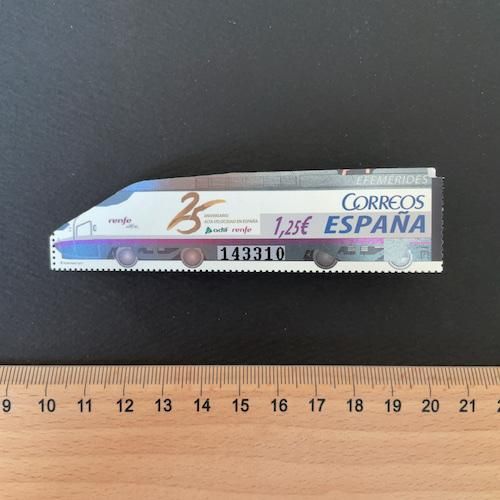 EFEMÉRIDES
CORREOS
ESPAÑA
1,25€
25
ANIVERSARIO
ALTA VELOCIDAD EN ESPAÑA
adif renfe
renfe
143310
9 10 11 12 13 14 15 16 17 18 19 20 21 2